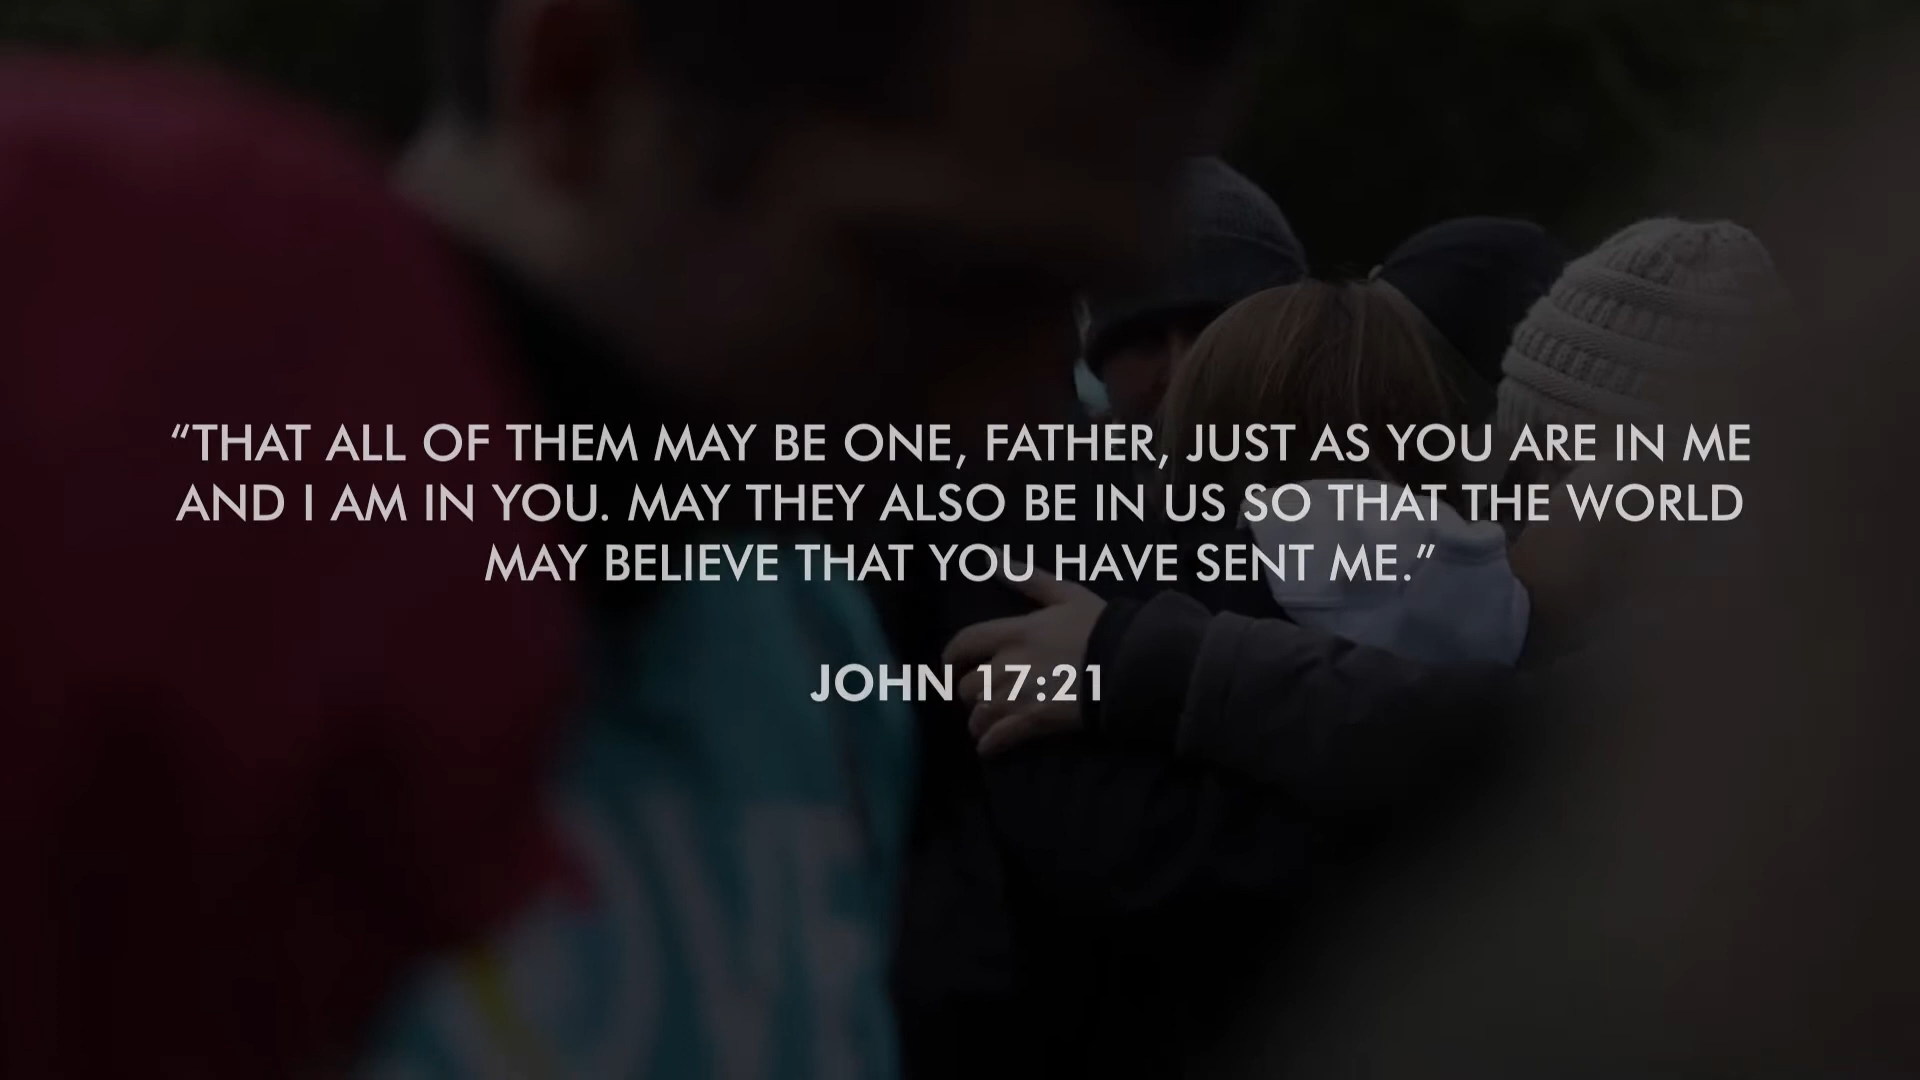 “THAT ALL OF THEM MAY BE ONE, FATHER, JUST AS YOU ARE IN ME
AND I AM IN YOU. MAY THEY ALSO BE IN US SO THAT THE WORLD
MAY BELIEVE THAT YOU HAVE SENT ME.”
JOHN 17:21